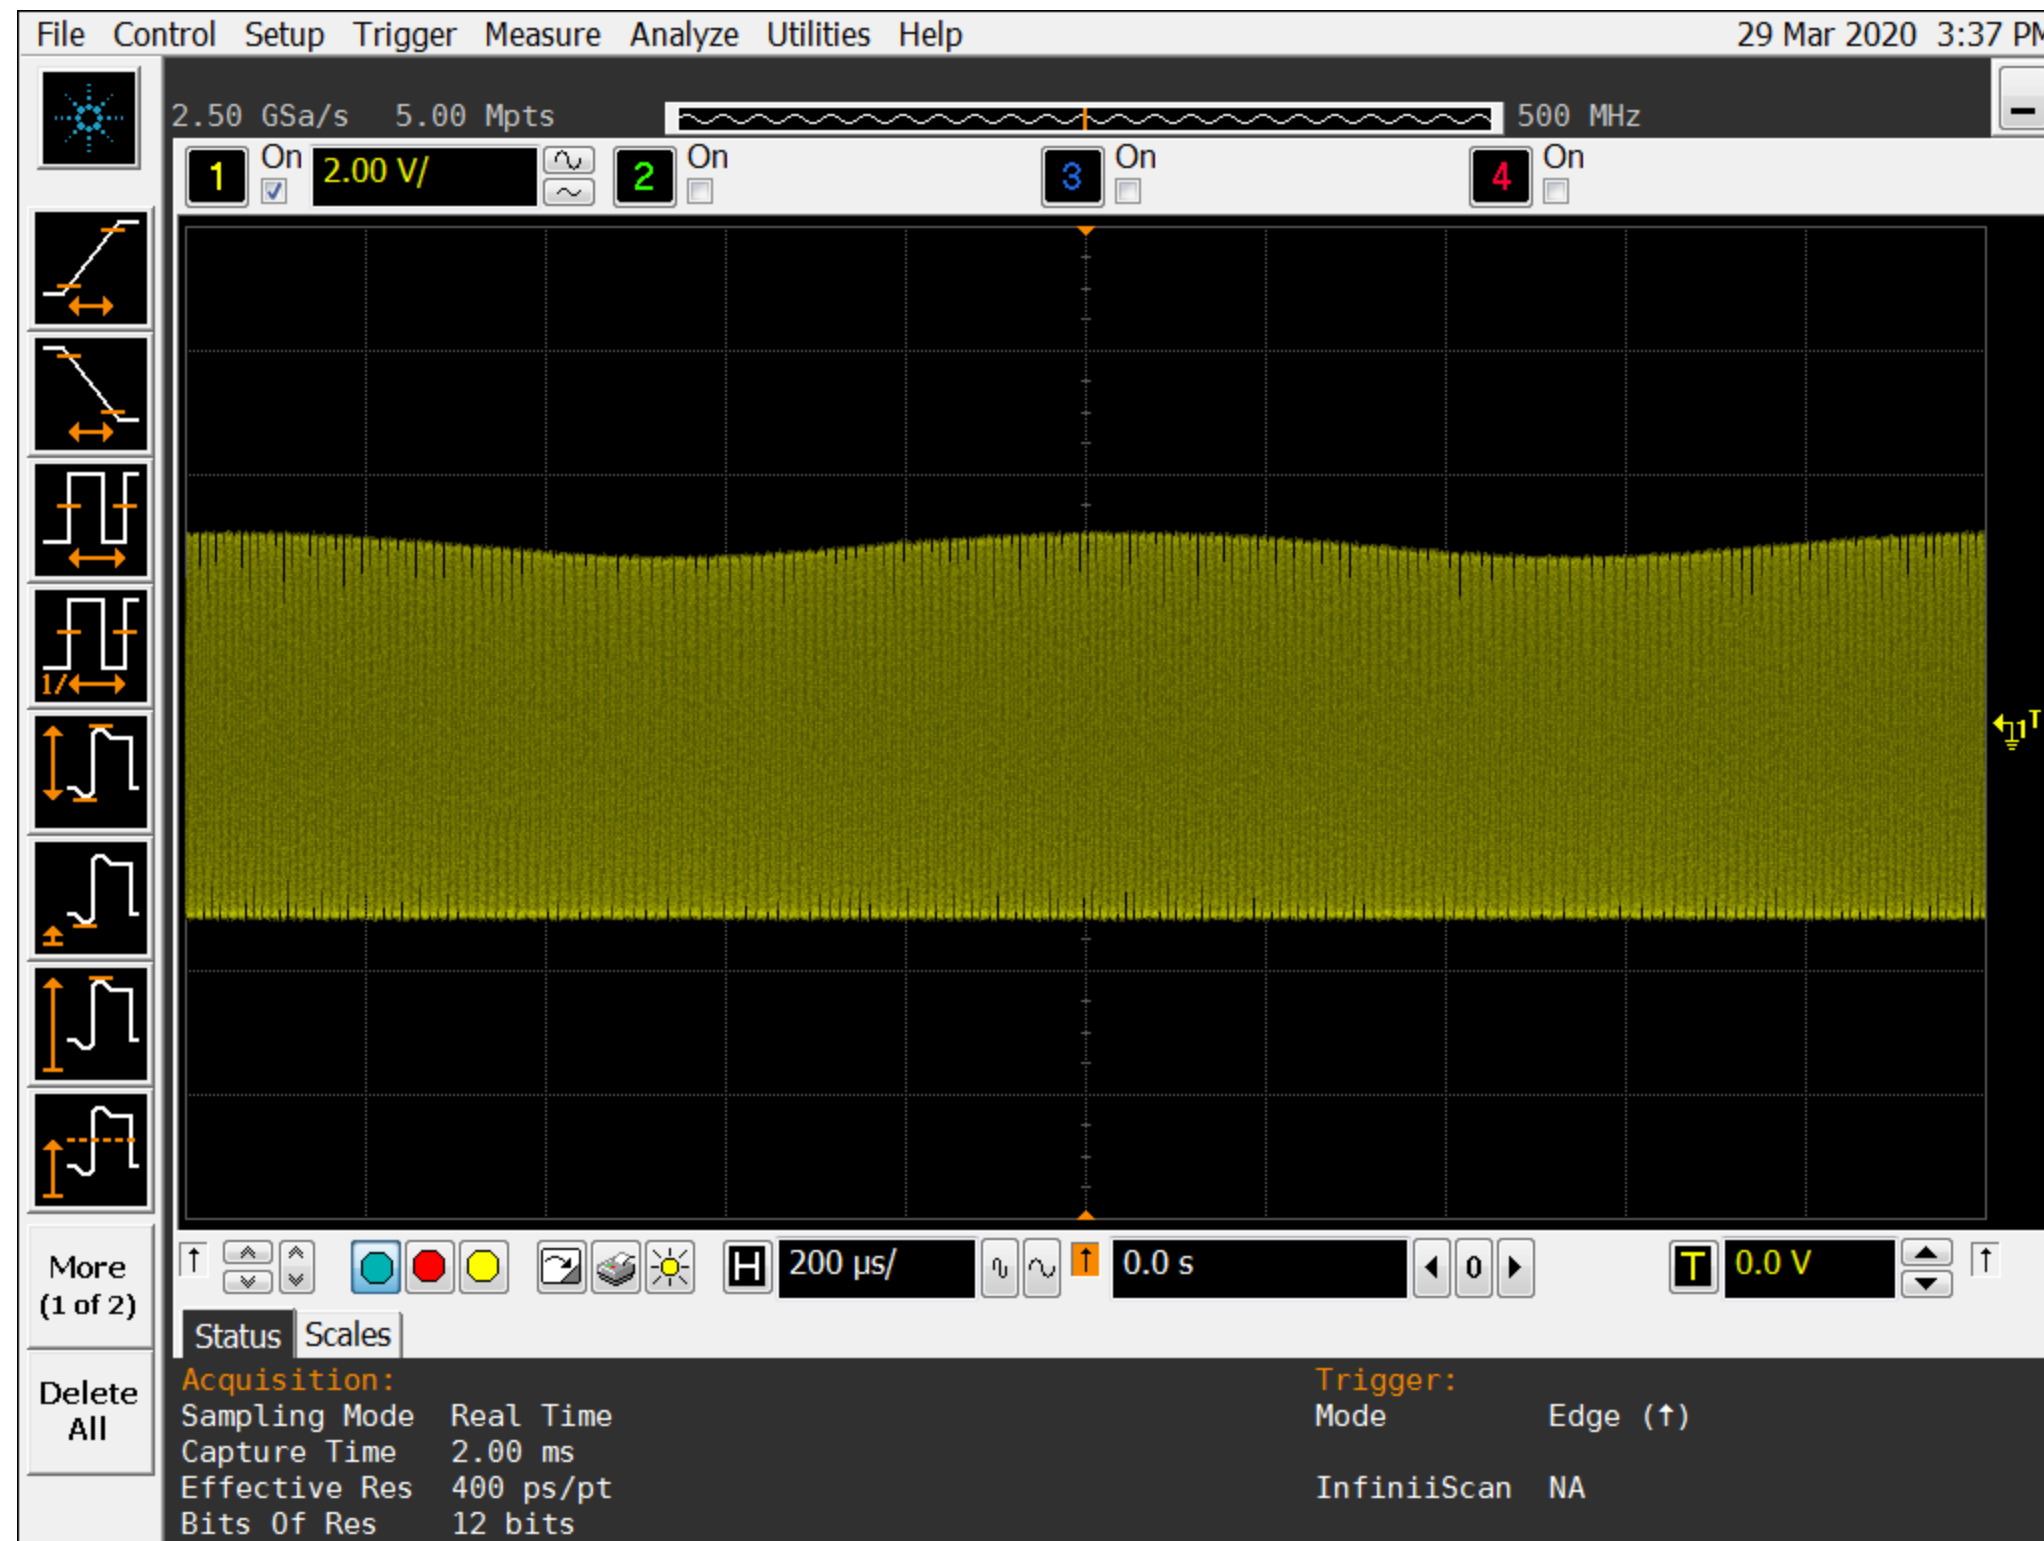 File Control Setup Trigger Measure Analyze Utilities Help 29 Mar 2020 3:37 PM
2.50 GSa/s 5.00 Mpts 500 MHz
1 On 2.00 V/ 2 On 3 On 4 On
1/
1 T
More
(1 of 2)
H 200 µs/ 0.0 s 0 T 0.0 V
Status Scales
Delete
All
Acquisition: Trigger:
Sampling Mode Real Time Mode Edge (↑)
Capture Time 2.00 ms
Effective Res 400 ps/pt InfiniiScan NA
Bits Of Res 12 bits